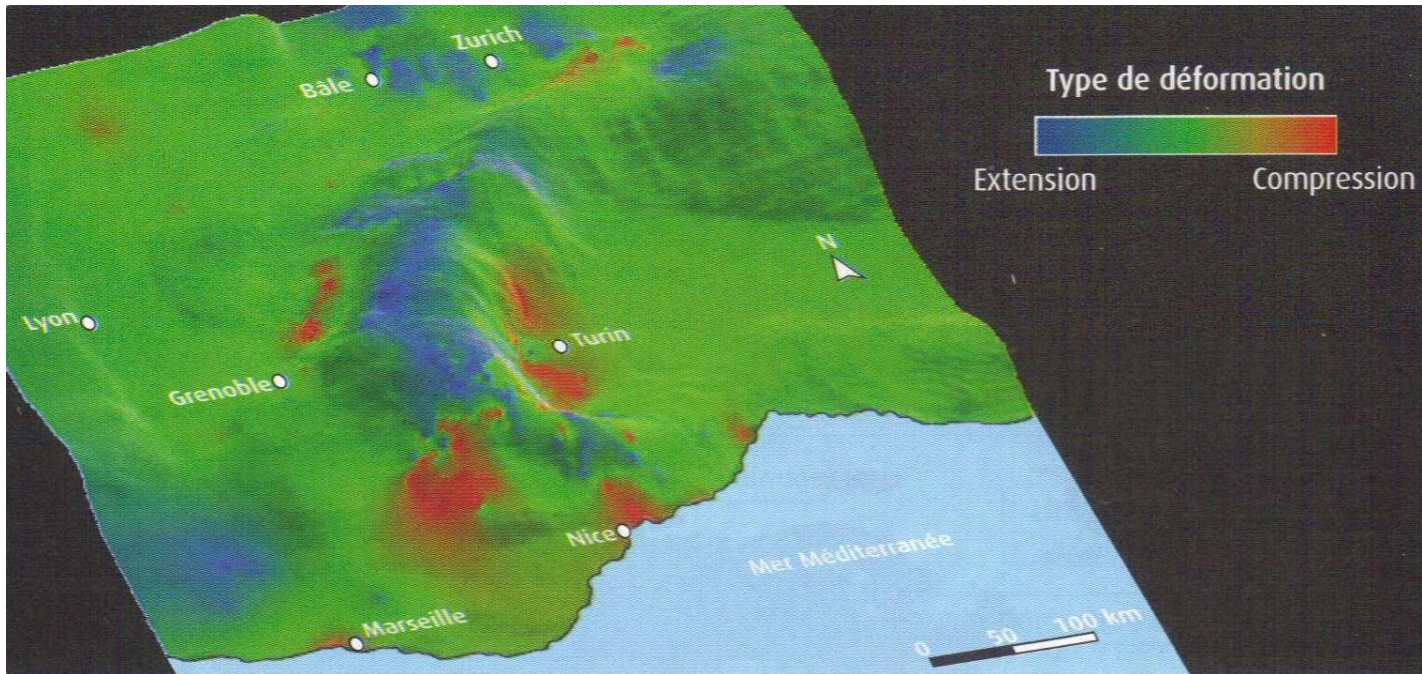 Zurich
Bâle
Type de déformation
Extension
Compression
N
Lyon
Turin
Grenoble
Nice
Mer Méditerranée
Marseille
0 50 100 km